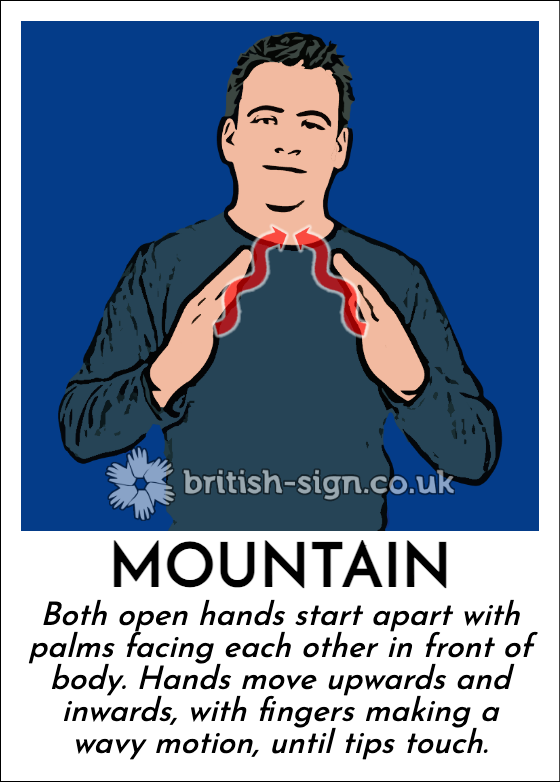 british-sign.co.uk
MOUNTAIN
Both open hands start apart with
palms facing each other in front of
body. Hands move upwards and
inwards, with fingers making a
wavy motion, until tips touch.